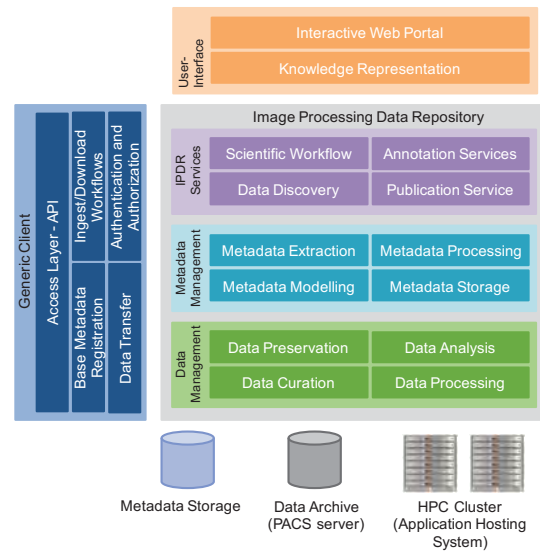 User-
Interface
Interactive Web Portal
Knowledge Representation
Generic Client
Access Layer - API
Ingest/Download
Workflows
Authentication and
Authorization
Base Metadata
Registration
Data Transfer
Image Processing Data Repository
IPDR
Services
Scientific Workflow
Annotation Services
Data Discovery
Publication Service
Metadata
Management
Metadata Extraction
Metadata Processing
Metadata Modelling
Metadata Storage
Data
Management
Data Preservation
Data Analysis
Data Curation
Data Processing
Metadata Storage
Data Archive
(PACS server)
HPC Cluster
(Application Hosting
System)